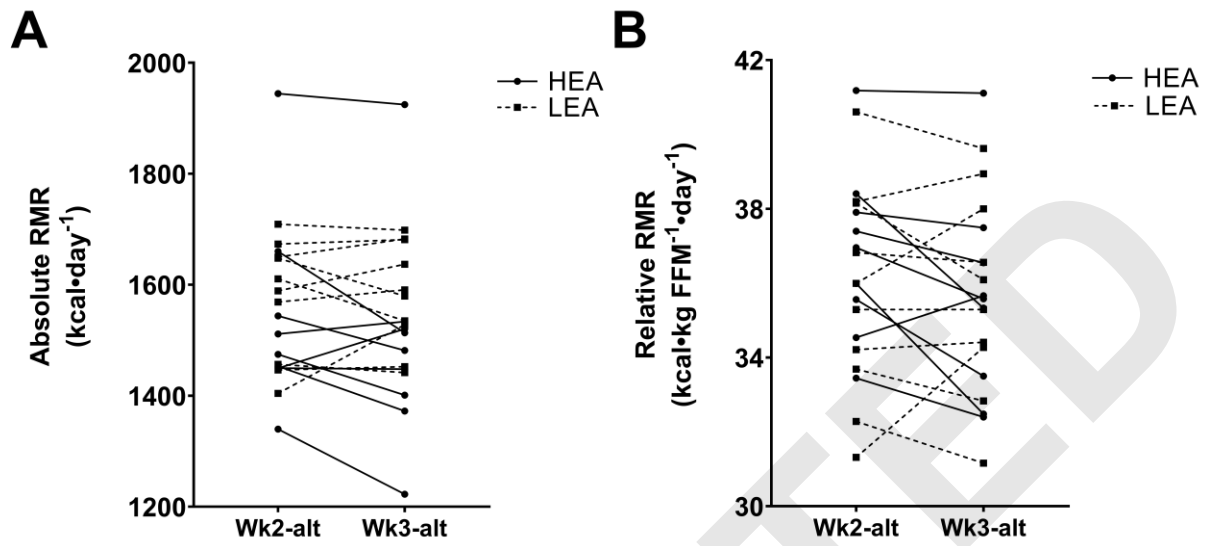 A
Absolute RMR
(kcal•day⁻¹)
2000
1800
1600
1400
1200
Wk2-alt Wk3-alt
HEA
LEA
B
Relative RMR
(kcal•kg FFM⁻¹•day⁻¹)
42
38
34
30
Wk2-alt Wk3-alt
HEA
LEA
TED